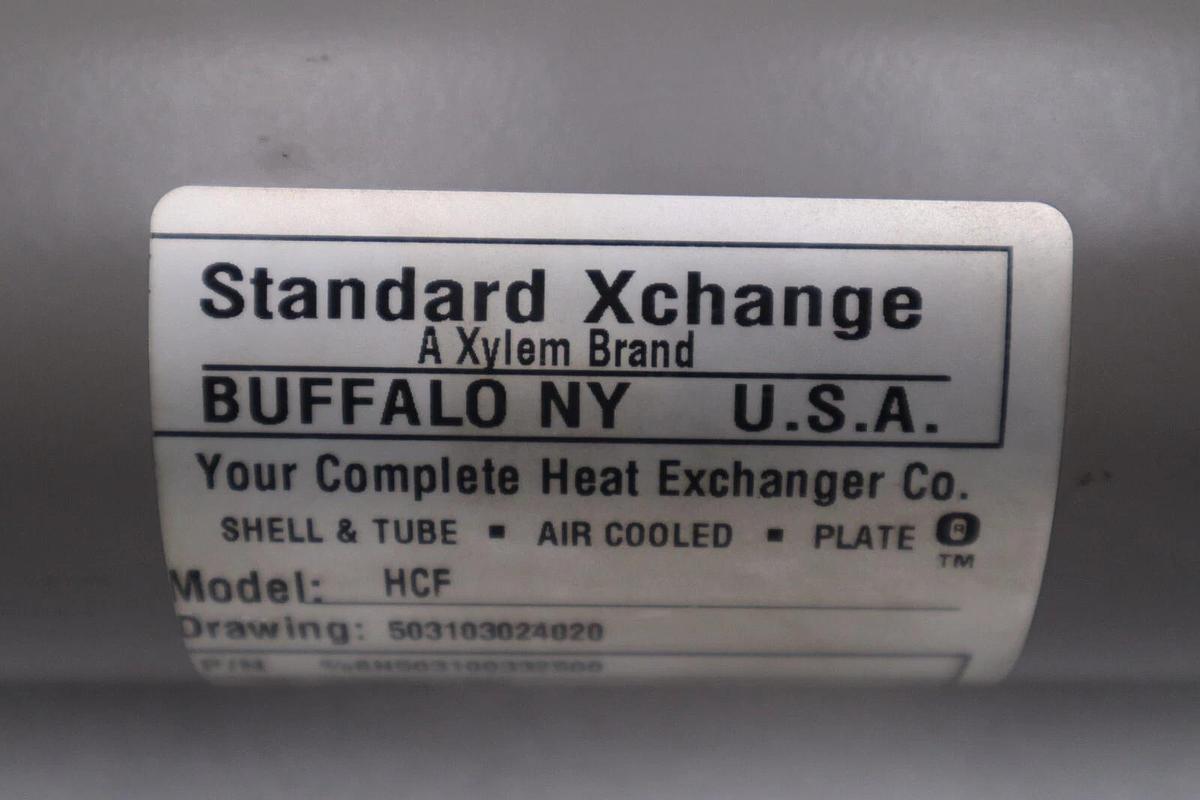 Standard Xchange
A Xylem Brand
BUFFALO NY U.S.A.
Your Complete Heat Exchanger Co.
SHELL & TUBE ▪ AIR COOLED ▪ PLATE ®
TM
Model: HCF
Drawing: 503103024020
P/N